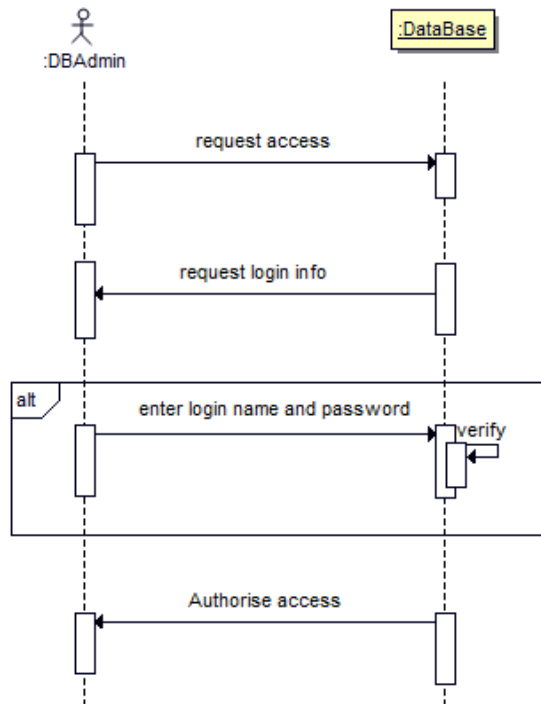 :DBAdmin
:DataBase
request access
request login info
alt
enter login name and password
verify
Authorise access